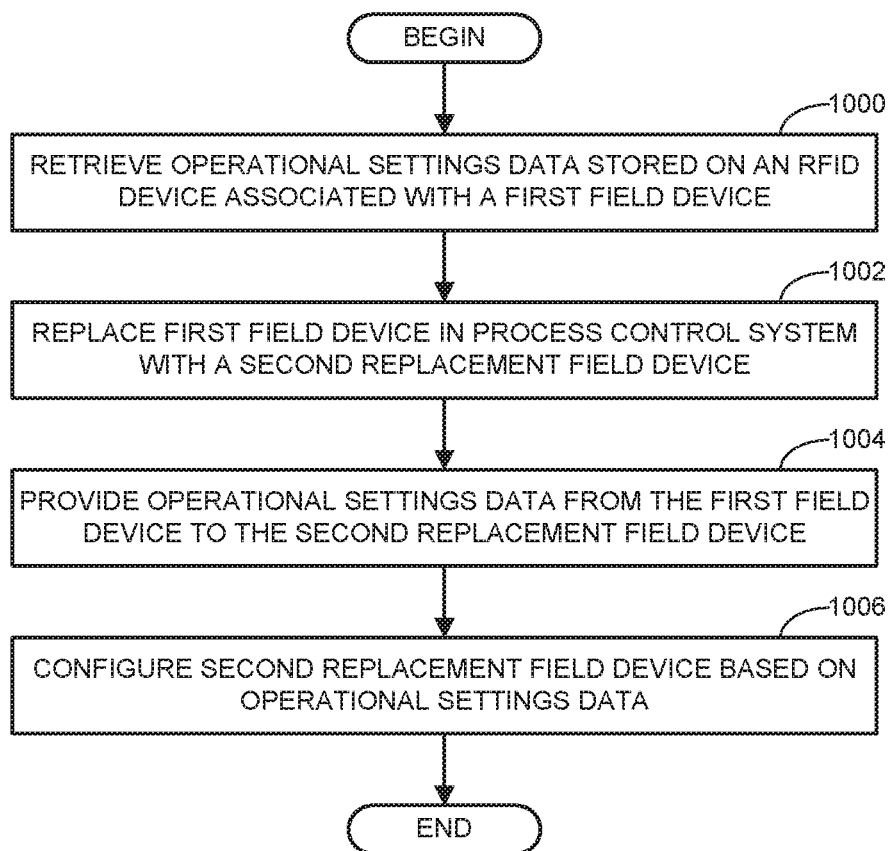 BEGIN
1000
RETRIEVE OPERATIONAL SETTINGS DATA STORED ON AN RFID
DEVICE ASSOCIATED WITH A FIRST FIELD DEVICE
1002
REPLACE FIRST FIELD DEVICE IN PROCESS CONTROL SYSTEM
WITH A SECOND REPLACEMENT FIELD DEVICE
1004
PROVIDE OPERATIONAL SETTINGS DATA FROM THE FIRST FIELD
DEVICE TO THE SECOND REPLACEMENT FIELD DEVICE
1006
CONFIGURE SECOND REPLACEMENT FIELD DEVICE BASED ON
OPERATIONAL SETTINGS DATA
END